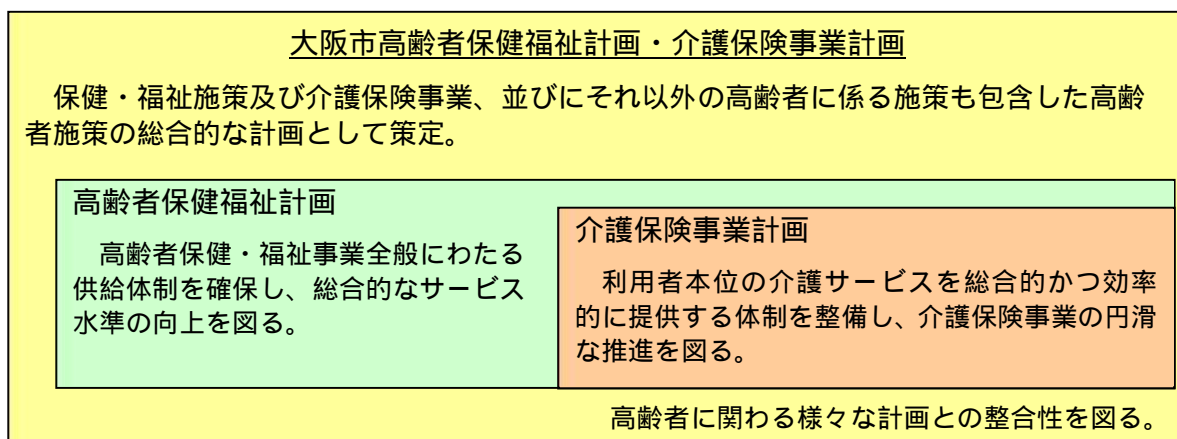 大阪市高齢者保健福祉計画・介護保険事業計画
保健・福祉施策及び介護保険事業、並びにそれ以外の高齢者に係る施策も包含した高齢
者施策の総合的な計画として策定。
高齢者保健福祉計画
高齢者保健・福祉事業全般にわたる
供給体制を確保し、総合的なサービス
水準の向上を図る。
介護保険事業計画
利用者本位の介護サービスを総合的かつ効率
的に提供する体制を整備し、介護保険事業の円滑
な推進を図る。
高齢者に関わる様々な計画との整合性を図る。